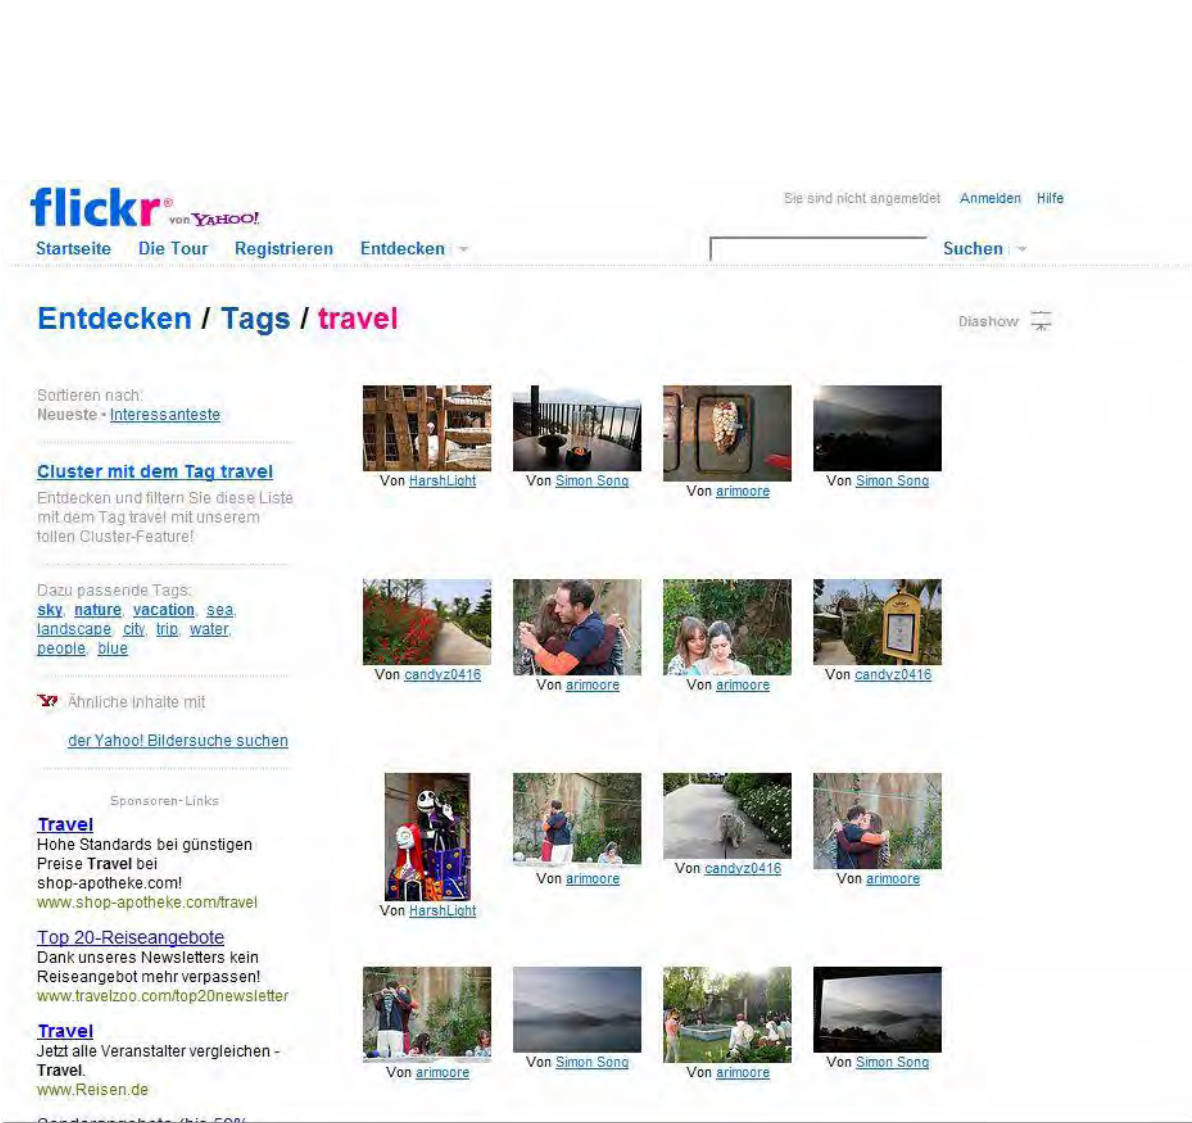 flickr® von YAHOO!
Sie sind nicht angemeldet Anmelden Hilfe
Startseite Die Tour Registrieren Entdecken
Suchen
Entdecken / Tags / travel
Diashow
Sortieren nach:
Neueste • Interessanteste
Cluster mit dem Tag travel
Entdecken und filtern Sie diese Liste
mit dem Tag travel mit unserem
tollen Cluster-Feature!
Dazu passende Tags:
sky, nature, vacation, sea,
landscape, city, trip, water,
people, blue
Y? Ähnliche Inhalte mit
der Yahoo! Bildersuche suchen
Sponsoren-Links
Travel
Hohe Standards bei günstigen
Preise Travel bei
shop-apotheke.com!
www.shop-apotheke.com/travel
Top 20-Reiseangebote
Dank unseres Newsletters kein
Reiseangebot mehr verpassen!
www.travelzoo.com/top20newsletter
Travel
Jetzt alle Veranstalter vergleichen -
Travel.
www.Reisen.de
Von HarshLight
Von Simon Song
Von arimoore
Von Simon Song
Von candyz0416
Von arimoore
Von arimoore
Von candyz0416
Von HarshLight
Von arimoore
Von candyz0416
Von arimoore
Von arimoore
Von Simon Song
Von arimoore
Von Simon Song